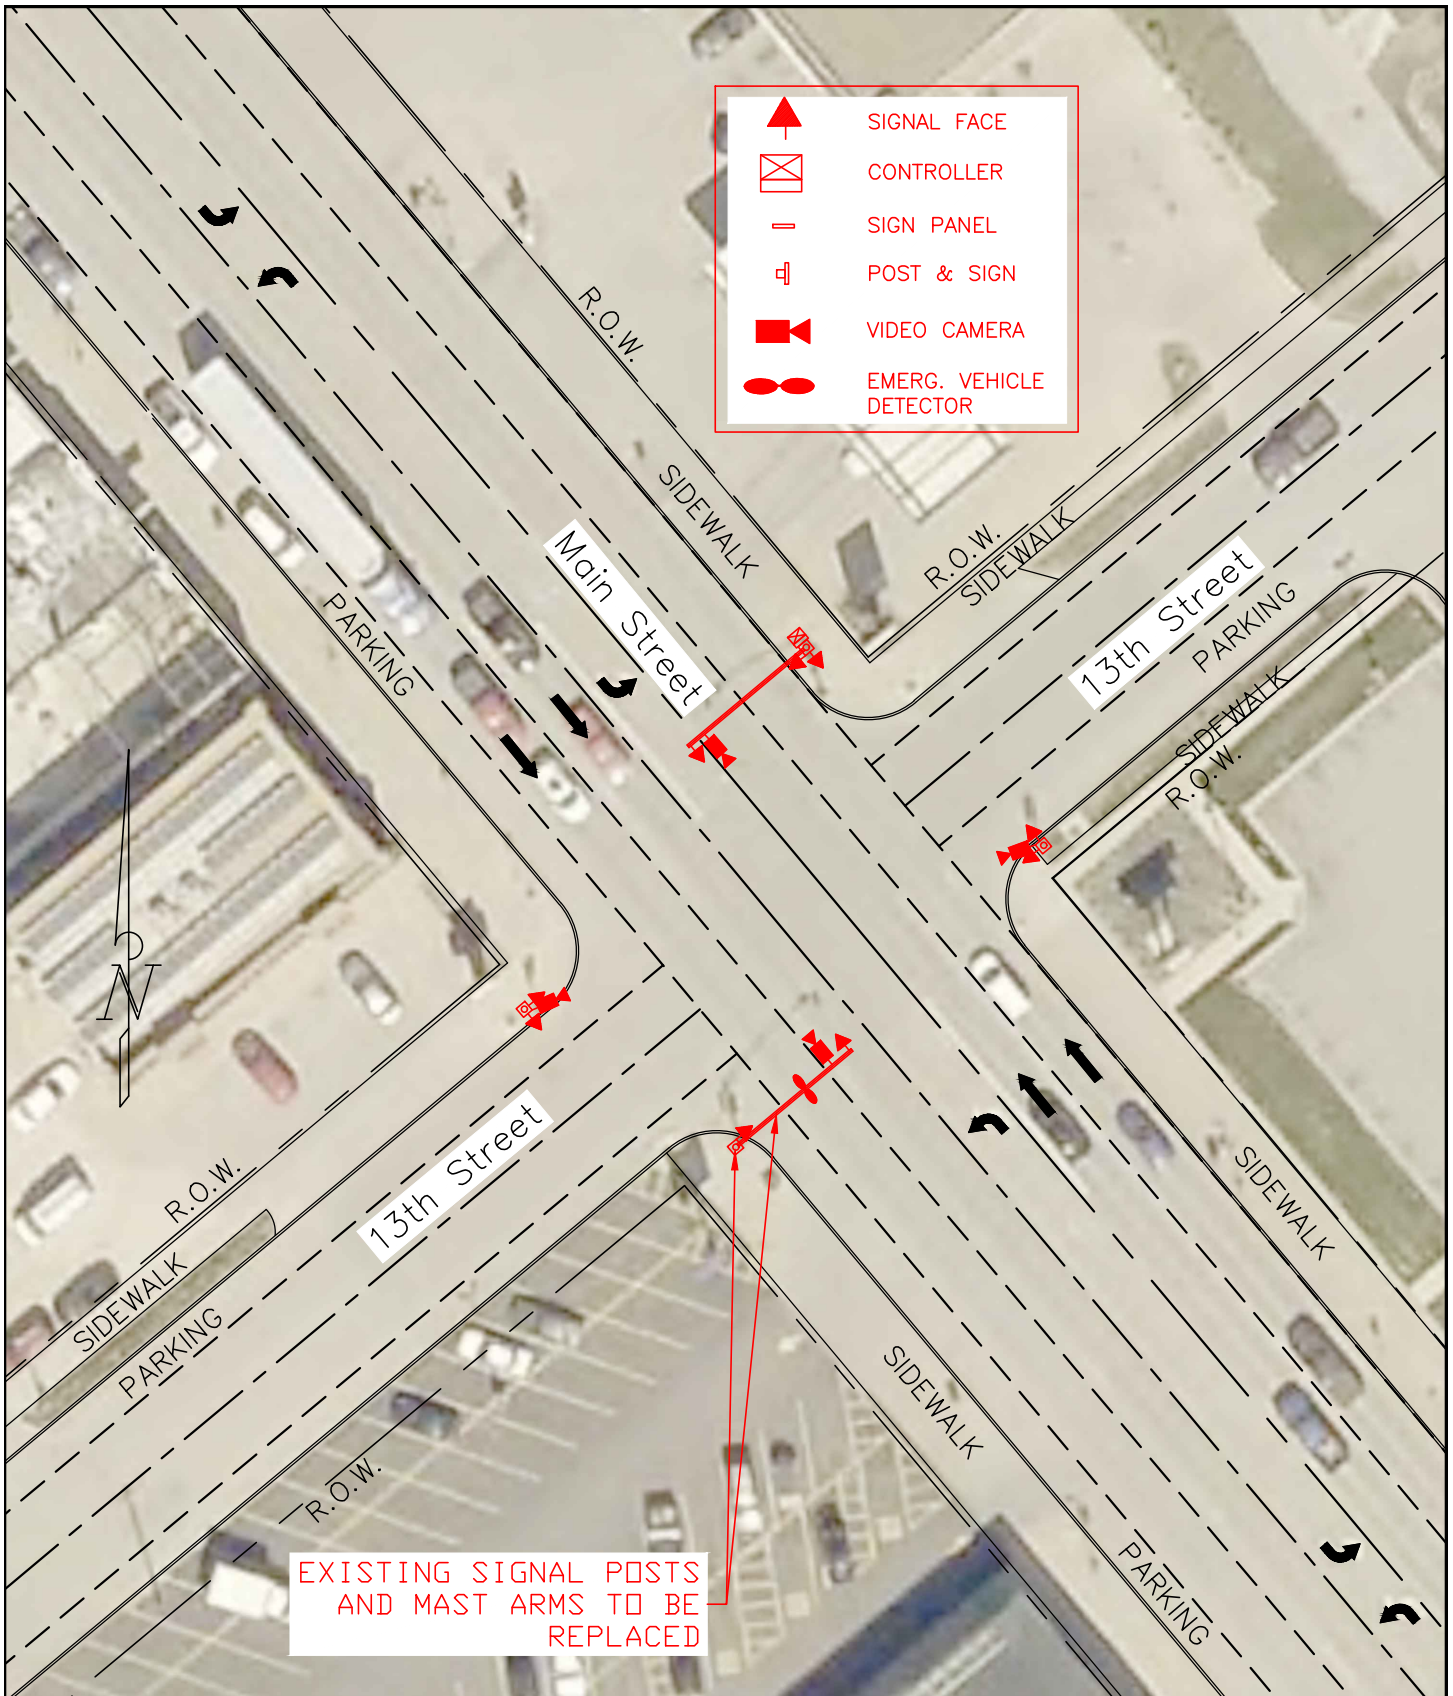 SIGNAL FACE
CONTROLLER
SIGN PANEL
POST & SIGN
VIDEO CAMERA
EMERG. VEHICLE
DETECTOR
R.O.W.
SIDEWALK
R.O.W.
SIDEWALK
Main Street
13th Street
PARKING
PARKING
SIDEWALK
R.O.W.
N
13th Street
R.O.W.
SIDEWALK
PARKING
SIDEWALK
SIDEWALK
R.O.W.
PARKING
EXISTING SIGNAL POSTS
AND MAST ARMS TO BE
REPLACED